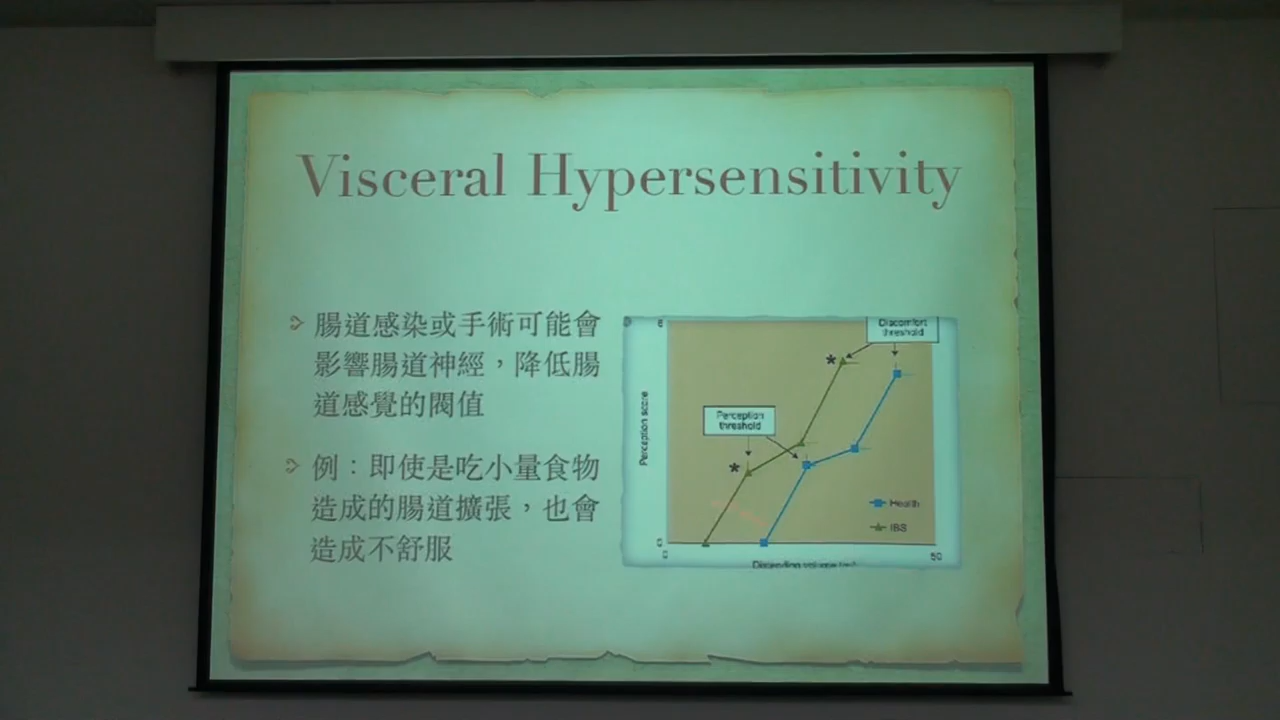 Visceral Hypersensitivity
腸道感染或手術可能會
影響腸道神經，降低腸
道感覺的閥值
例：即使是吃小量食物
造成的腸道擴張，也會
造成不舒服
Discomfort
threshold
Perception
threshold
Perception score
Health
IBS
50
volume